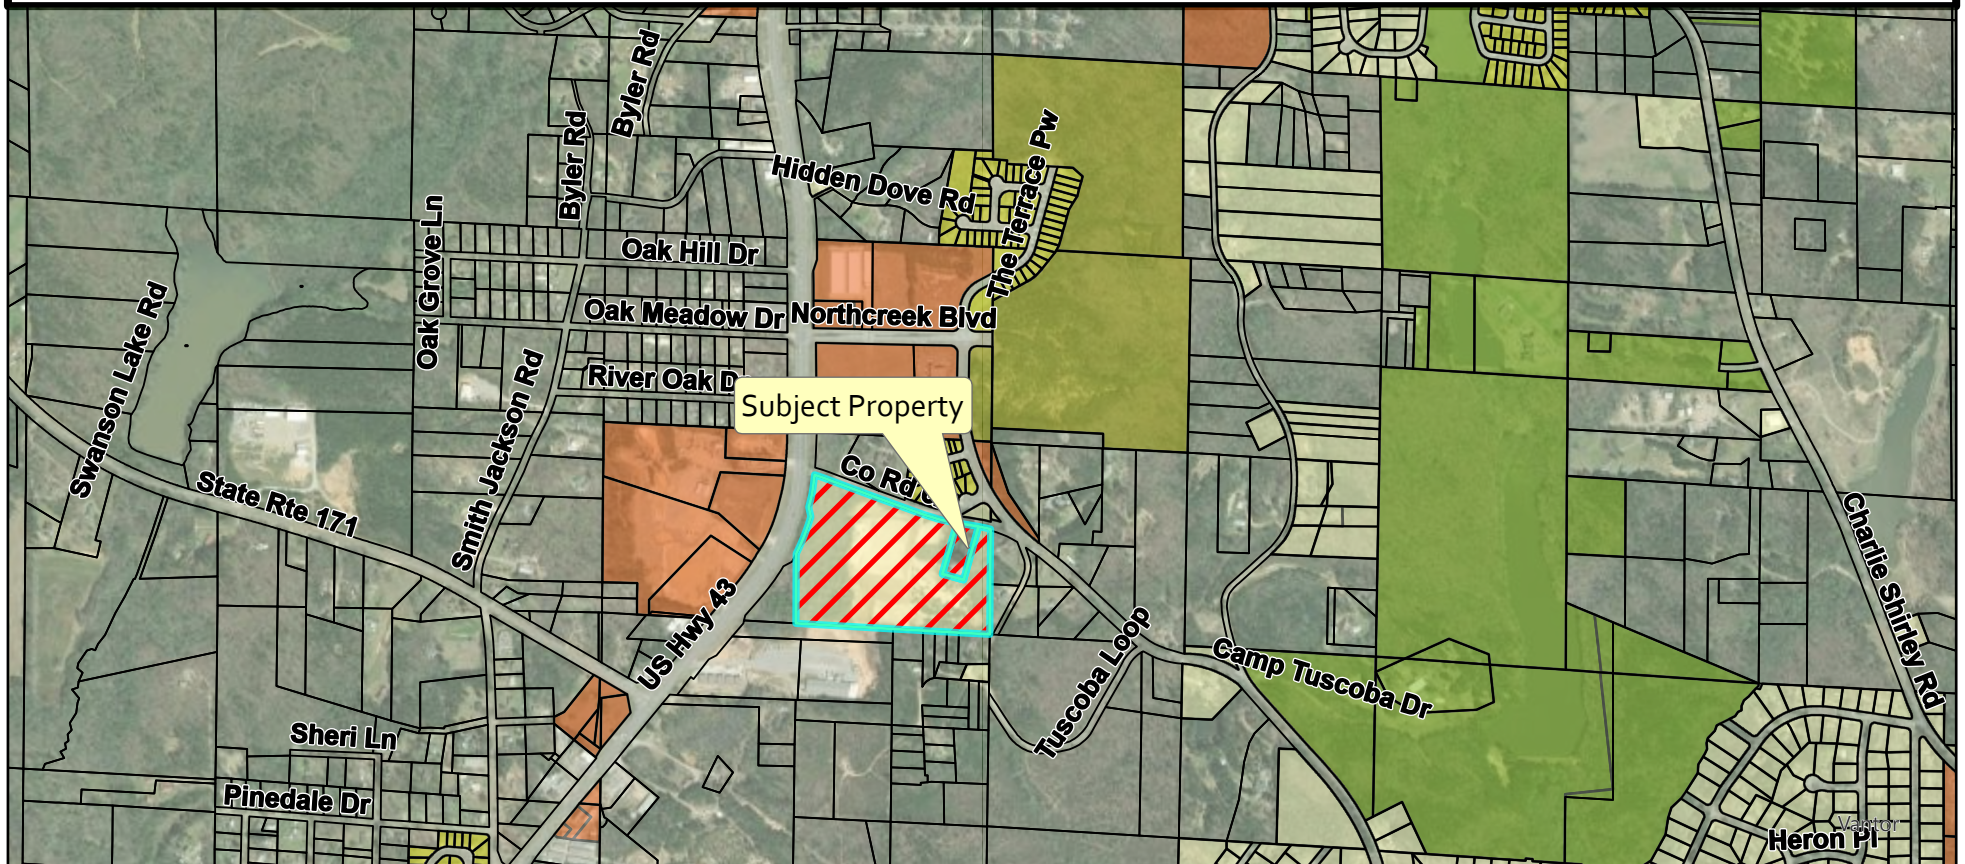 Byler Rd
Byler Rd
Hidden Dove Rd
The Terrace Pw
Oak Grove Ln
Oak Hill Dr
Oak Meadow Dr
Northcreek Blvd
Swanson Lake Rd
Smith Jackson Rd
River Oak
Subject Property
Co Rd
State Rte 171
US Hwy 43
Charlie Shirley Rd
Tuscoba Loop
Camp Tuscoba Dr
Sheri Ln
Pinedale Dr
Vantor
Heron Pl